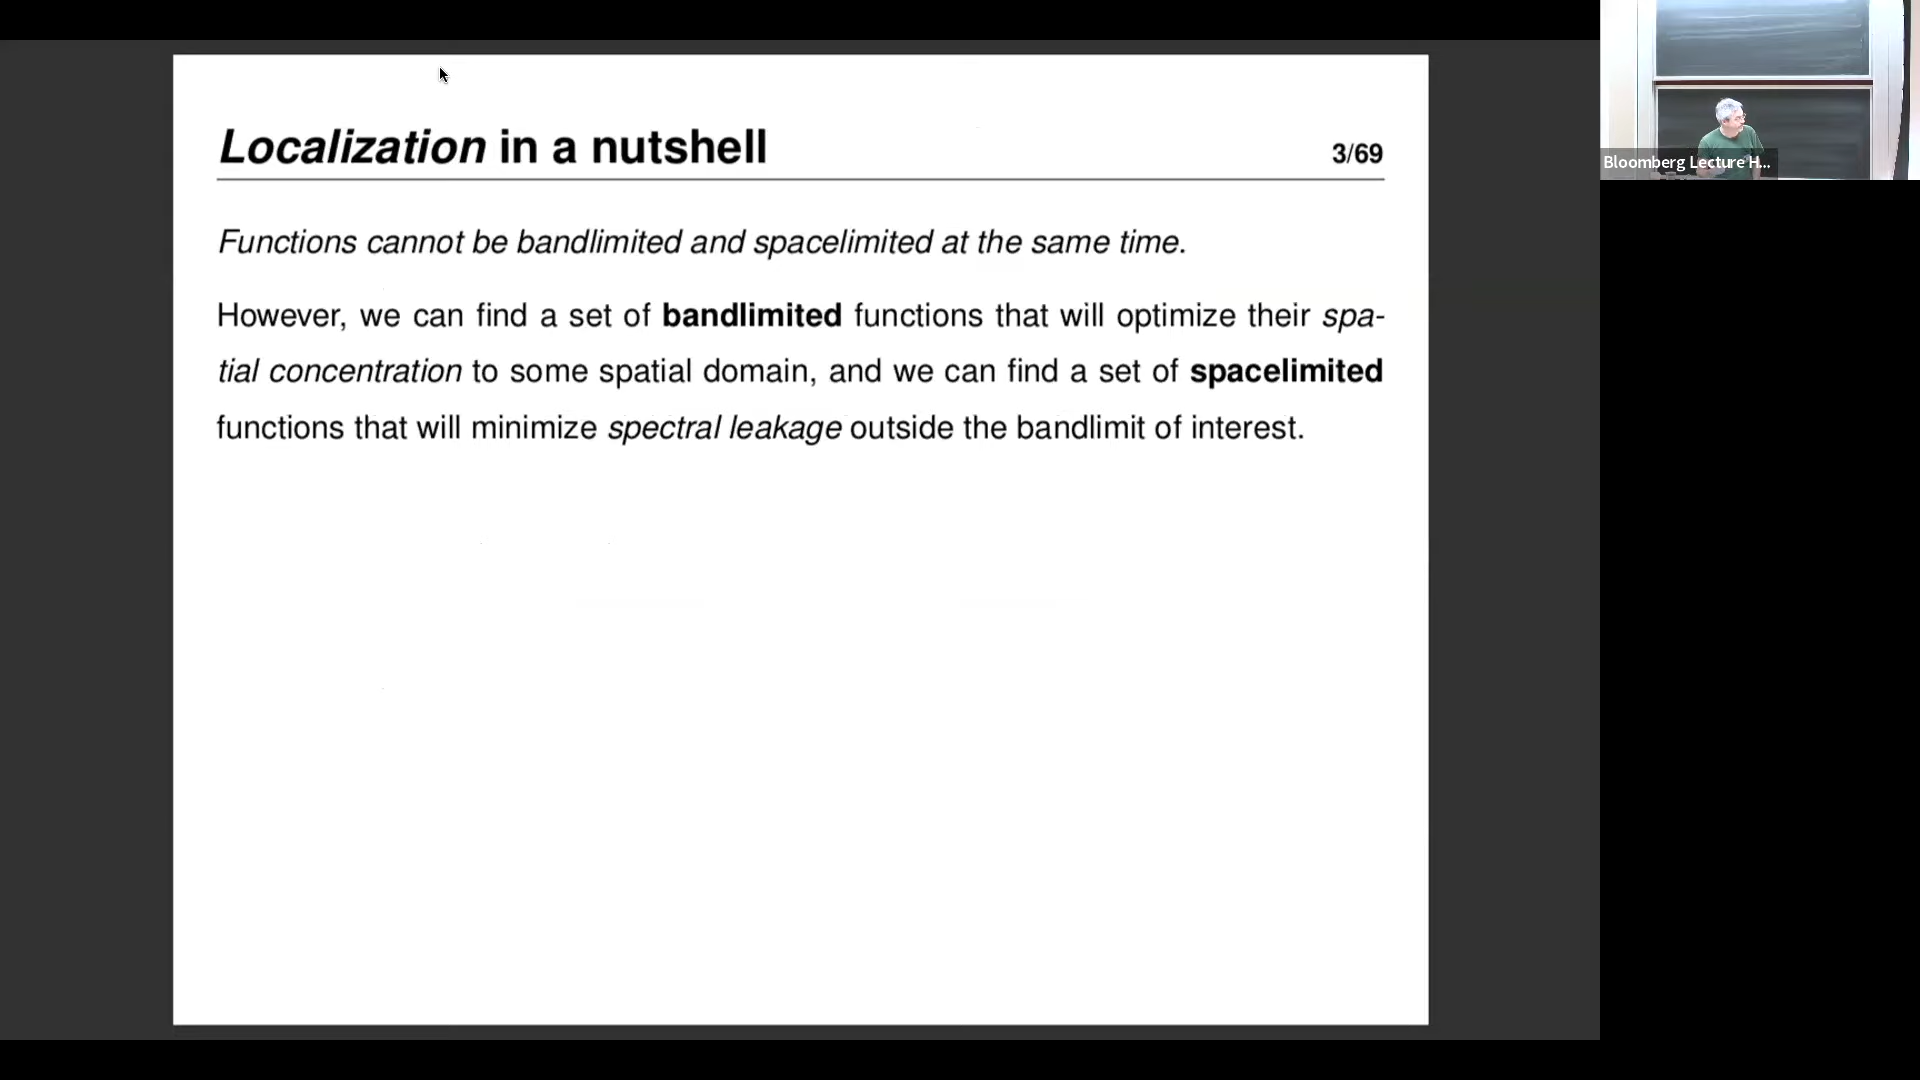 Localization in a nutshell
3/69
Functions cannot be bandlimited and spacelimited at the same time.
However, we can find a set of bandlimited functions that will optimize their spa-
tial concentration to some spatial domain, and we can find a set of spacelimited
functions that will minimize spectral leakage outside the bandlimit of interest.
Bloomberg Lecture H...